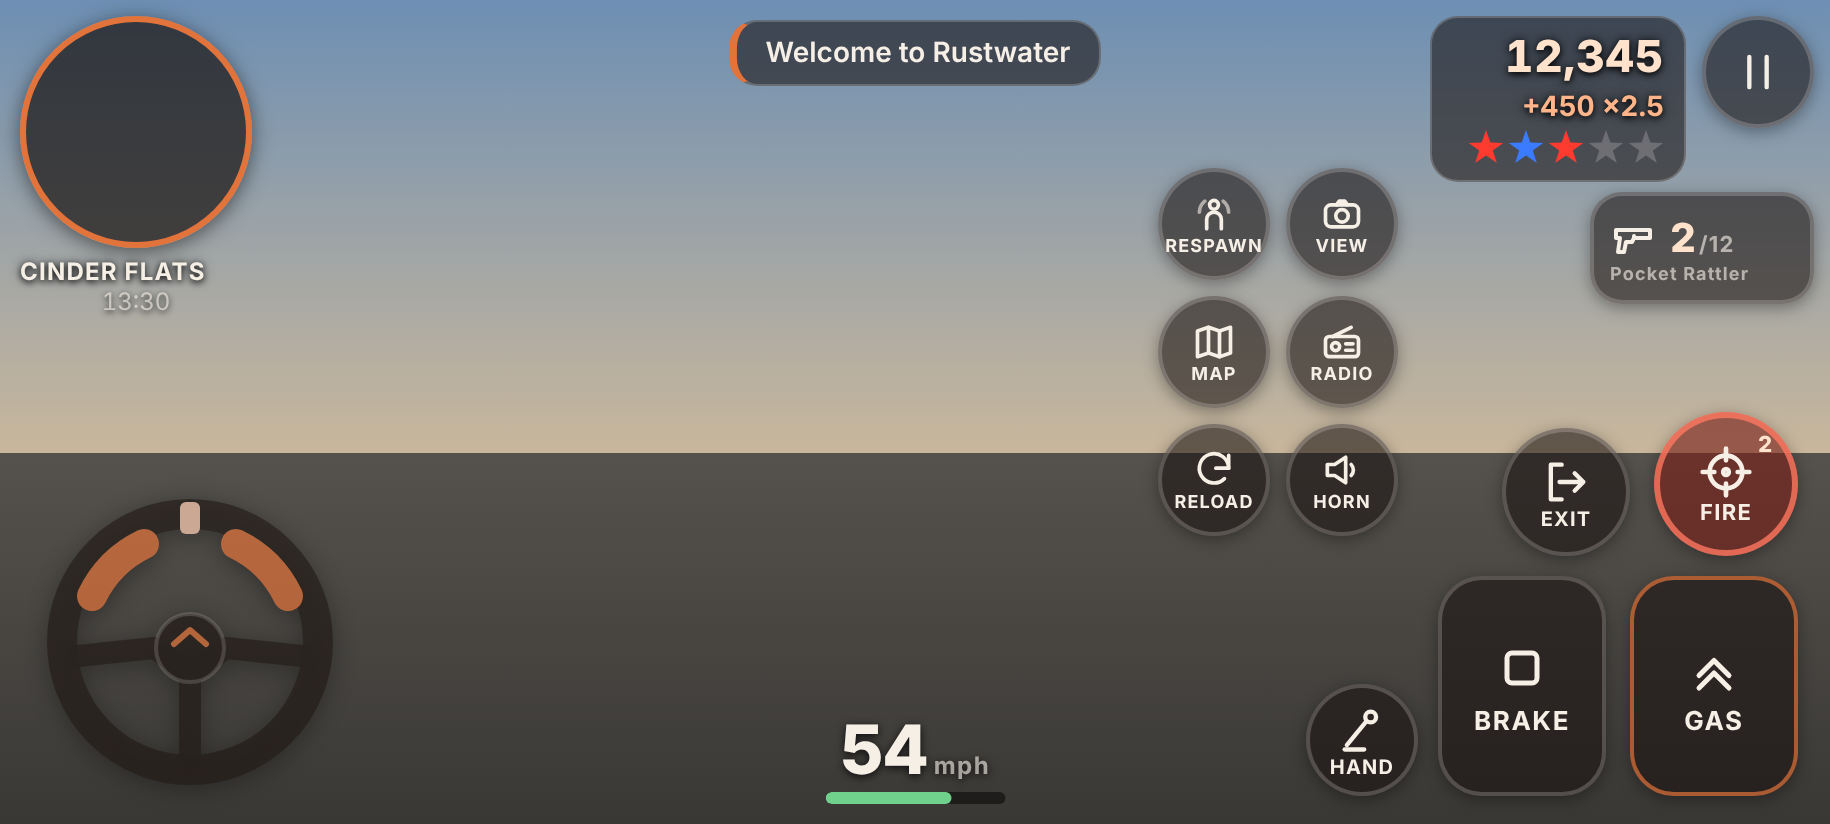 Welcome to Rustwater
12,345
+450 ×2.5
CINDER FLATS
13:30
RESPAWN
VIEW
2/12
Pocket Rattler
MAP
RADIO
RELOAD
HORN
EXIT
2
FIRE
54 mph
HAND
BRAKE
GAS